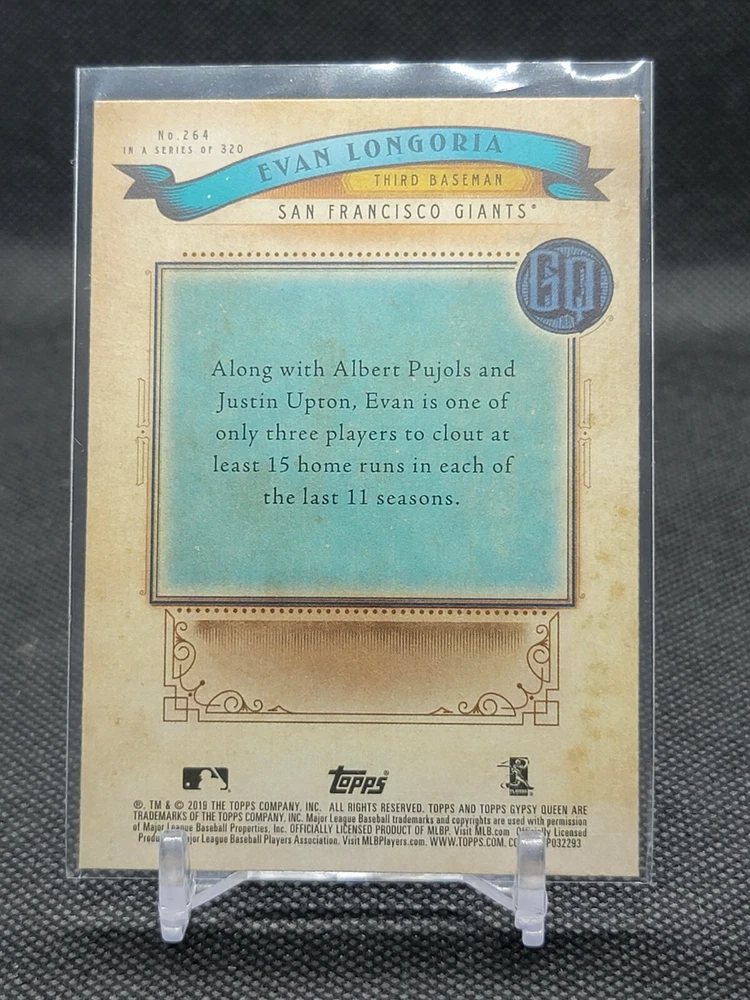 No. 264
IN A SERIES OF 320
EVAN LONGORIA
THIRD BASEMAN
SAN FRANCISCO GIANTS®
GQ
Along with Albert Pujols and
Justin Upton, Evan is one of
only three players to clout at
least 15 home runs in each of
the last 11 seasons.
topps®
®, TM & © 2019 THE TOPPS COMPANY, INC. ALL RIGHTS RESERVED. TOPPS AND TOPPS GYPSY QUEEN ARE
TRADEMARKS OF THE TOPPS COMPANY, INC. Major League Baseball trademarks and copyrights are used with permission
of Major League Baseball Properties, Inc. OFFICIALLY LICENSED PRODUCT OF MLBP. Visit MLB.com Licensed
Major League Baseball Players Association. Visit MLBPlayers.com. WWW.TOPPS.COM.